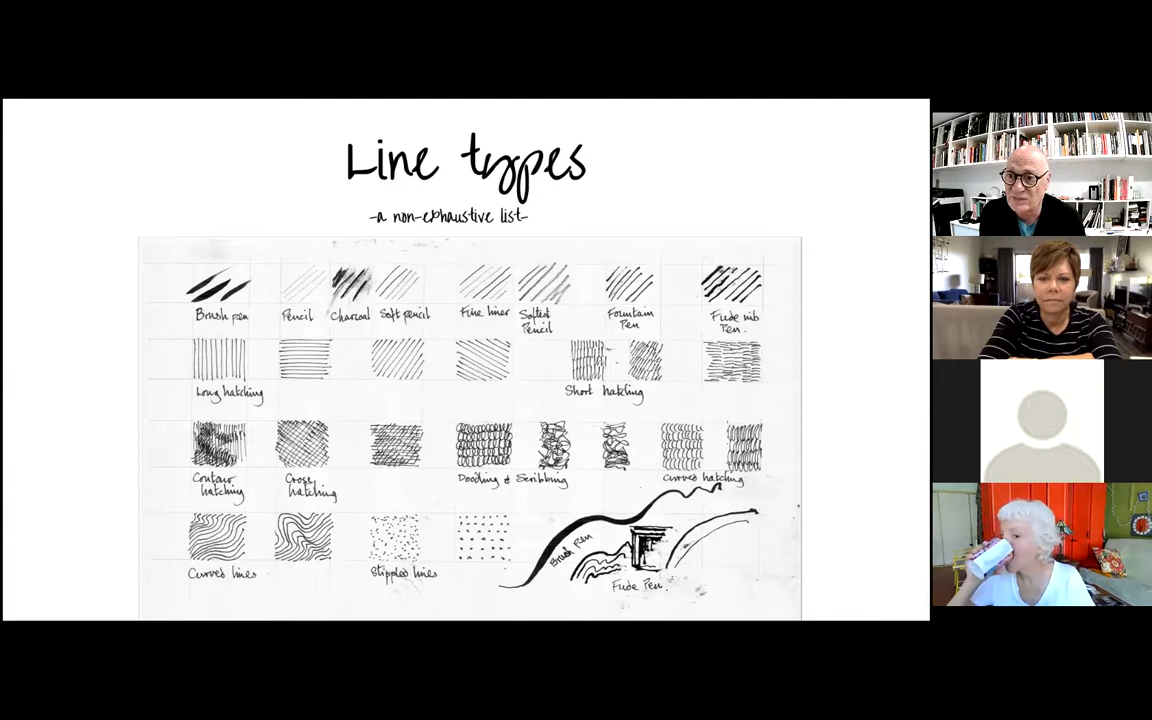 Line types
-a non-exhaustive list-
Brush pen
Pencil
Charcoal
Soft pencil
Fine liner
Softest
Pencil
Fountain
Pen
Fude nib
Pen.
Long hatching
Short hatching
Contour
hatching
Cross
hatching
Doodling & Scribbing
Curved hatching
Curved lines
Stippled lines
Brush pen
Fude Pen.